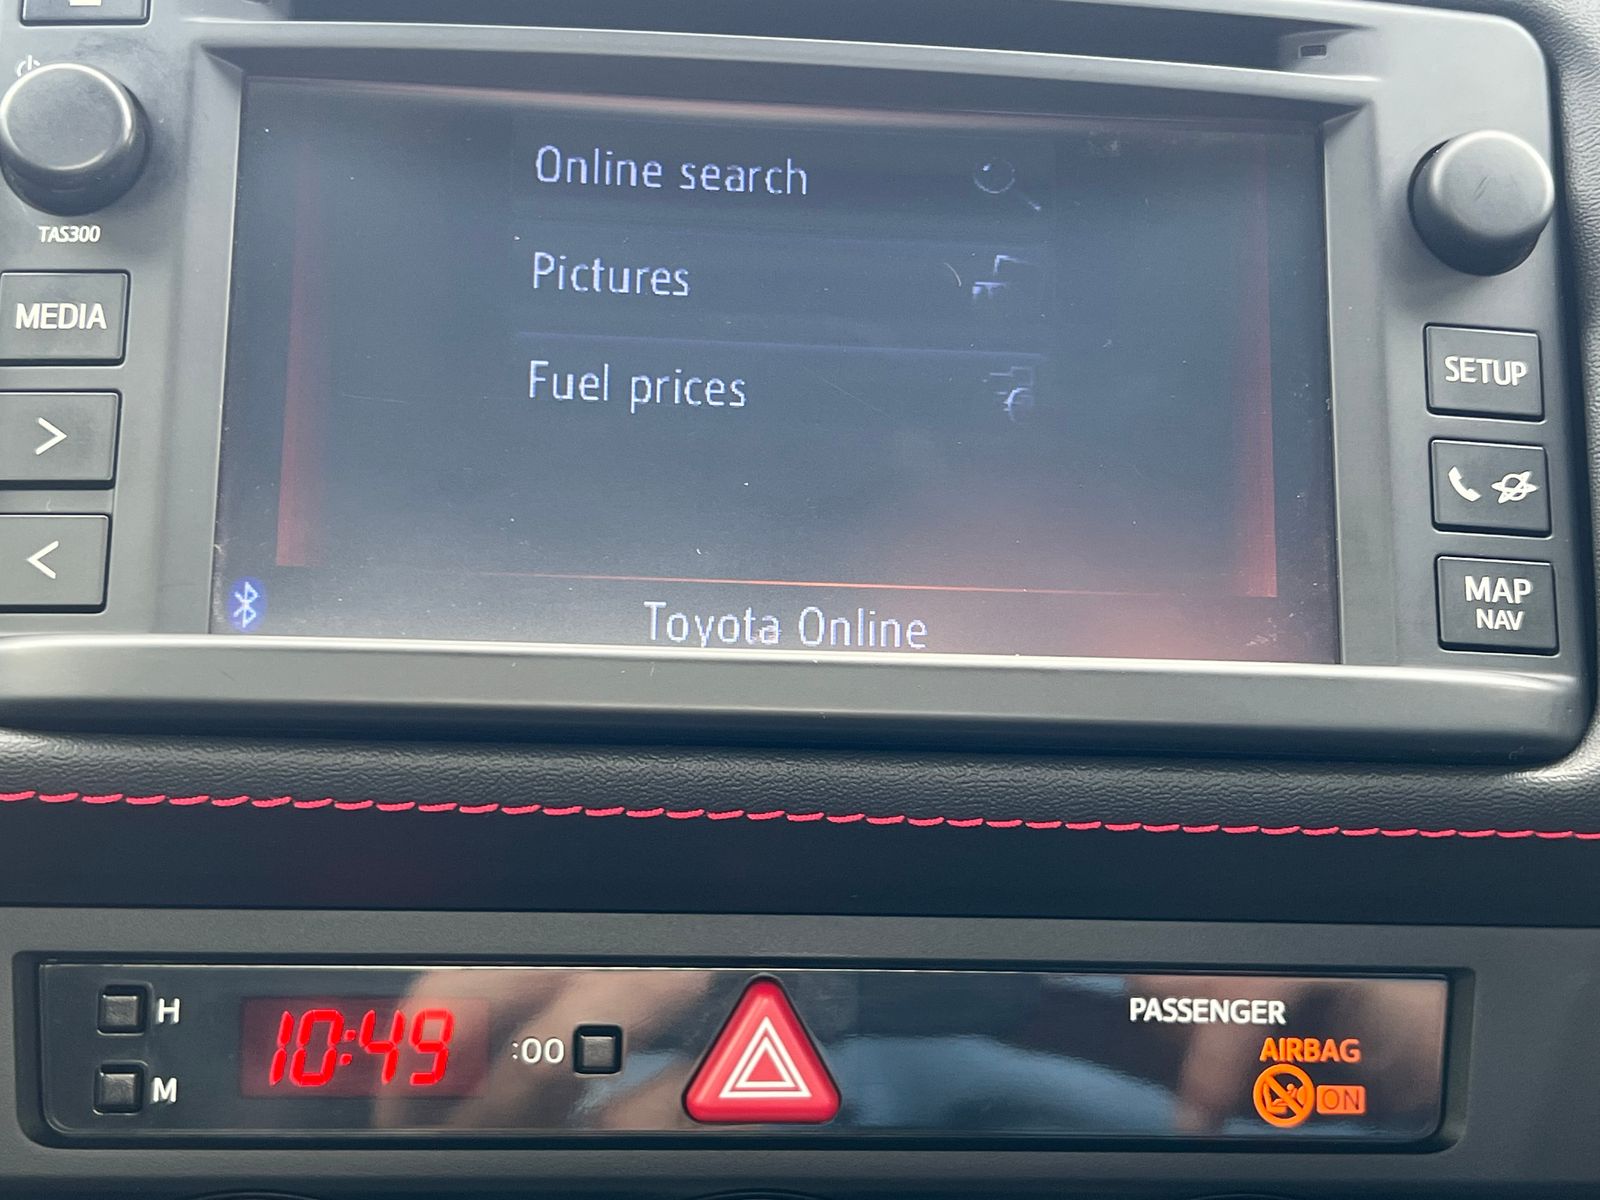 Online search
TAS300
Pictures
MEDIA
SETUP
Fuel prices
>
<
MAP
NAV
Toyota Online
H
PASSENGER
10:49
:00
AIRBAG
M
ON